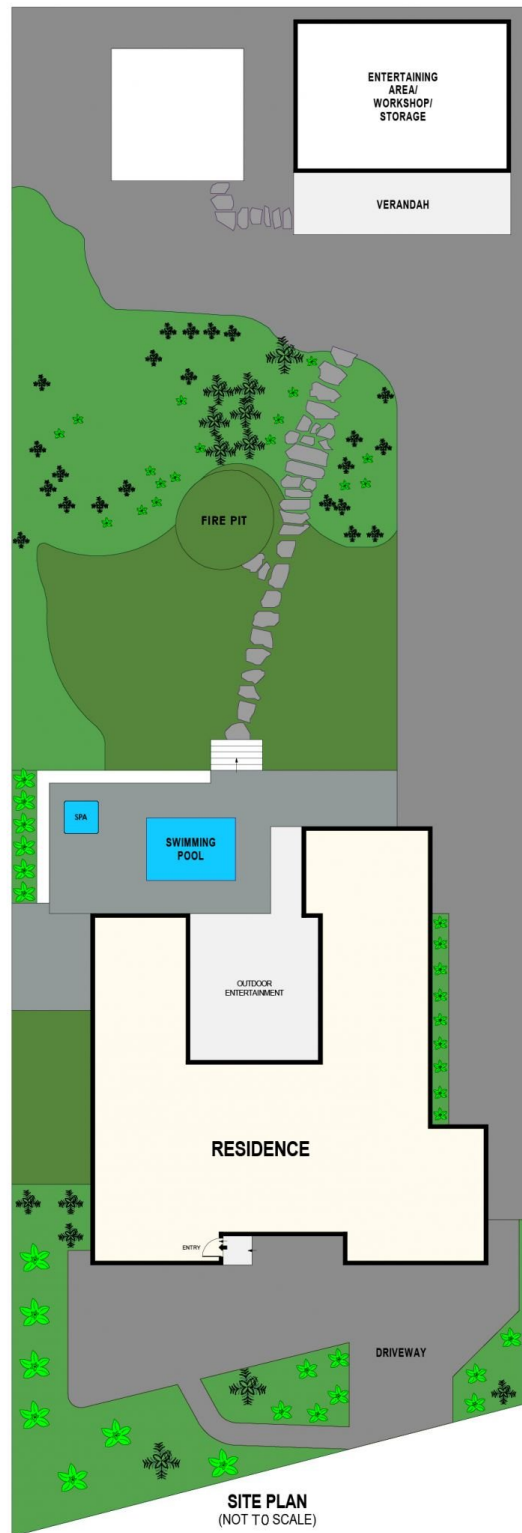 ENTERTAINING
AREA/
WORKSHOP/
STORAGE
VERANDAH
FIRE PIT
SPA
SWIMMING
POOL
OUTDOOR
ENTERTAINMENT
RESIDENCE
ENTRY
DRIVEWAY
SITE PLAN
(NOT TO SCALE)